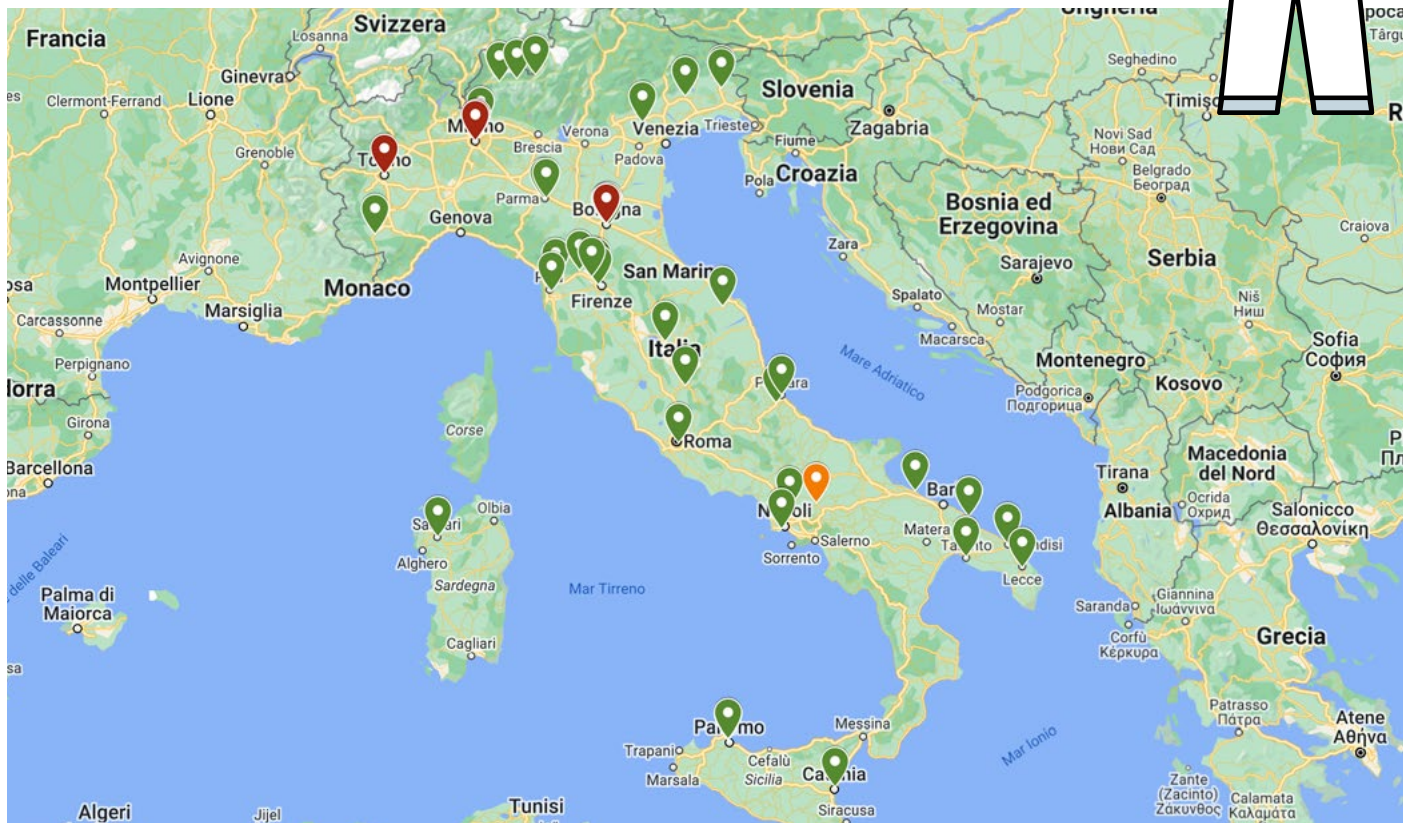 Svizzera
Francia
Losanna
Ginevra
Clermont-Ferrand
Lione
Grenoble
Seghedino
Slovenia
Zagabria
Novi Sad
Нови Сад
Belgrado
Београд
Verona
Venezia
Trieste
Fiume
Brescia
Padova
Pola
Croazia
Parma
Genova
Bosnia ed
Erzegovina
Craiova
Avignone
Zara
Sarajevo
Serbia
Montpellier
Monaco
Marsiglia
Firenze
Spalato
Mostar
Niš
Ниш
Carcassonne
Macarsca
Sofia
София
Perpignano
Italia
Mare Adriatico
Montenegro
Kosovo
Podgorica
Подгорица
Girona
Corse
Roma
Barcellona
Macedonia
del Nord
Tirana
Albania
Ocrida
Охрид
Salonicco
Θεσσαλονίκη
Olbia
Matera
Salerno
Sorrento
Alghero
Sardegna
Lecce
delle Baleari
Mar Tirreno
Palma di
Maiorca
Giannina
Ιωάννινα
Saranda
Corfù
Κέρκυρα
Grecia
Cagliari
Patrasso
Πάτρα
Atene
Αθήνα
Messina
Mar Ionio
Trapani
Cefalù
Marsala
Sicilia
Zante
(Zacinto)
Ζάκυνθος
Calamata
Καλαμάτα
Siracusa
Algeri
Jijel
Tunisi